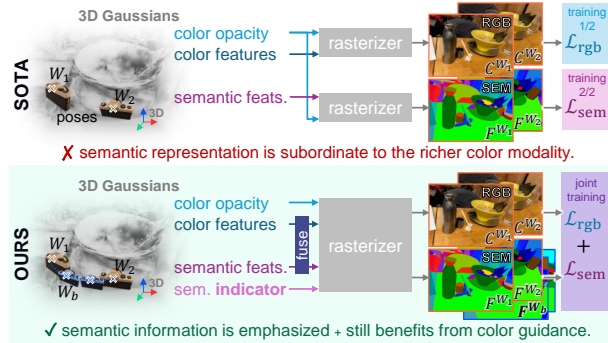 3D Gaussians
SOTA
W₁
W₂
poses
3D
color opacity
color features
semantic feats.
rasterizer
rasterizer
RGB
C^{W₁}
C^{W₂}
SEM
F^{W₁}
F^{W₂}
training
1/2
ℒrgb
training
2/2
ℒsem
✗ semantic representation is subordinate to the richer color modality.
3D Gaussians
OURS
W₁
W₂
W_b
3D
color opacity
color features
semantic feats.
sem. indicator
fuse
rasterizer
RGB
C^{W₁}
C^{W₂}
SEM
F^{W₁}
F^{W₂}
F^{W_b}
joint
training
ℒrgb
+
ℒsem
✓ semantic information is emphasized + still benefits from color guidance.